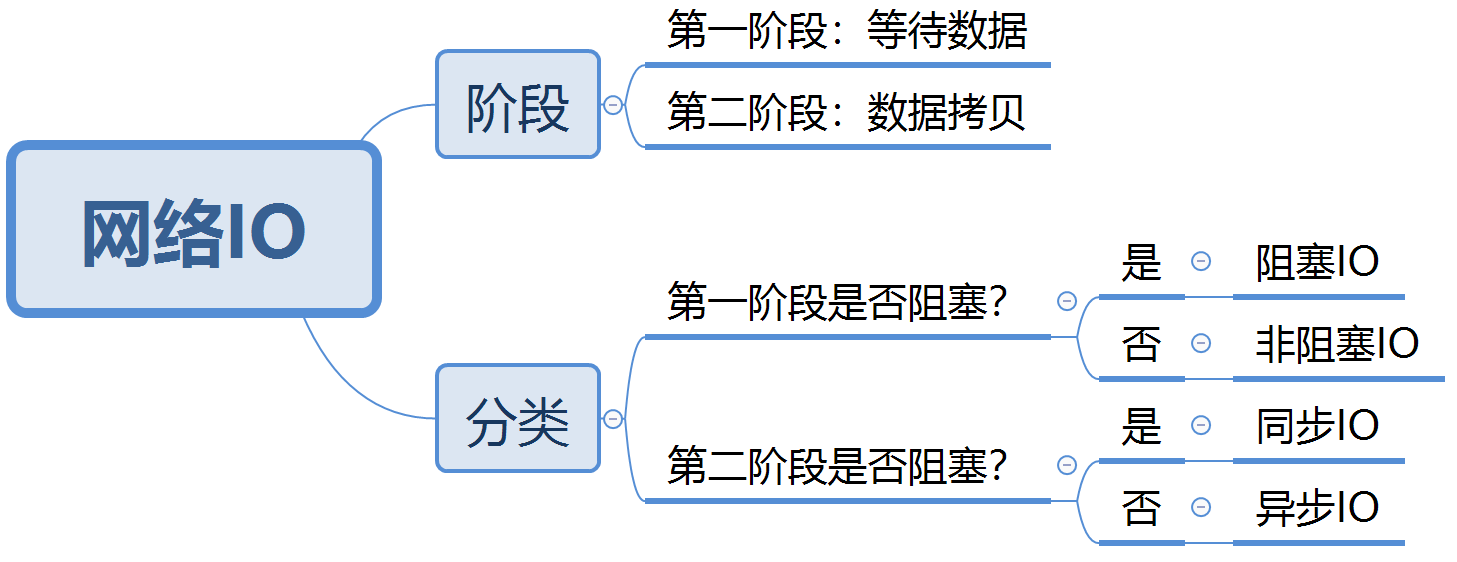 网络IO
阶段
第一阶段：等待数据
第二阶段：数据拷贝
分类
第一阶段是否阻塞？
是
阻塞IO
否
非阻塞IO
第二阶段是否阻塞？
是
同步IO
否
异步IO